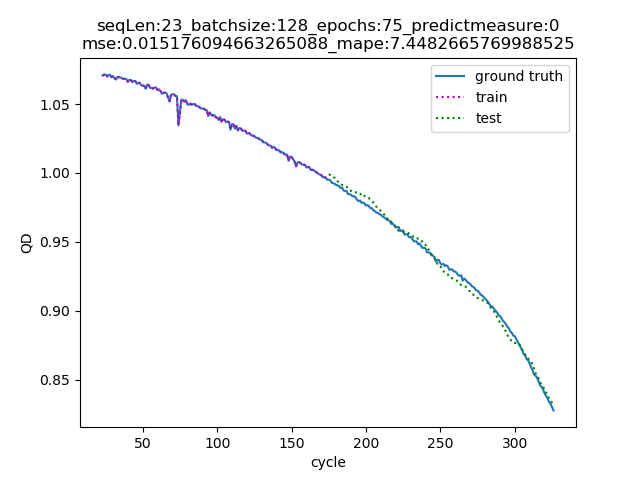 seqLen:23_batchsize:128_epochs:75_predictmeasure:0
mse:0.015176094663265088_mape:7.4482665769988525
ground truth
train
test
1.05
1.00
0.95
0.90
0.85
QD
50
100
150
200
250
300
cycle